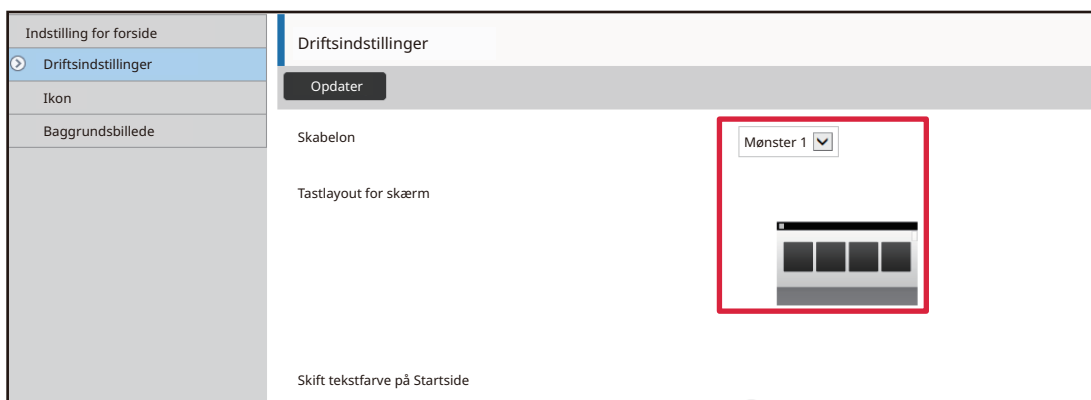 Indstilling for forside
Driftsindstillinger
Ikon
Baggrundsbillede
Driftsindstillinger
Opdater
Skabelon
Mønster 1
Tastlayout for skærm
Skift tekstfarve på Startside